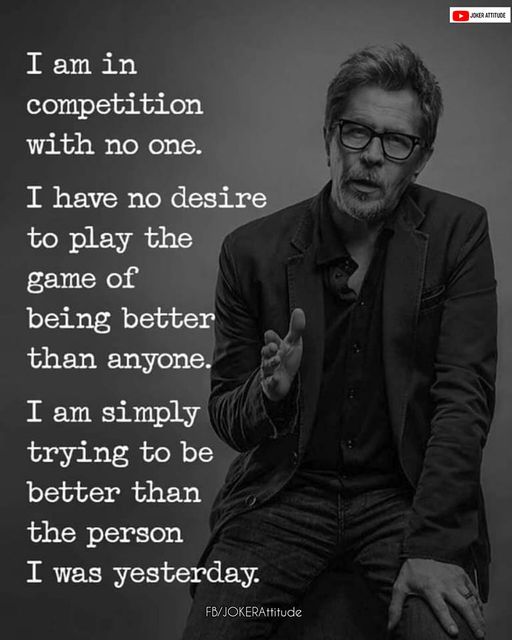 JOKER ATTITUDE
I am in
competition
with no one.
I have no desire
to play the
game of
being better
than anyone.
I am simply
trying to be
better than
the person
I was yesterday.
FB/JOKERAttitude